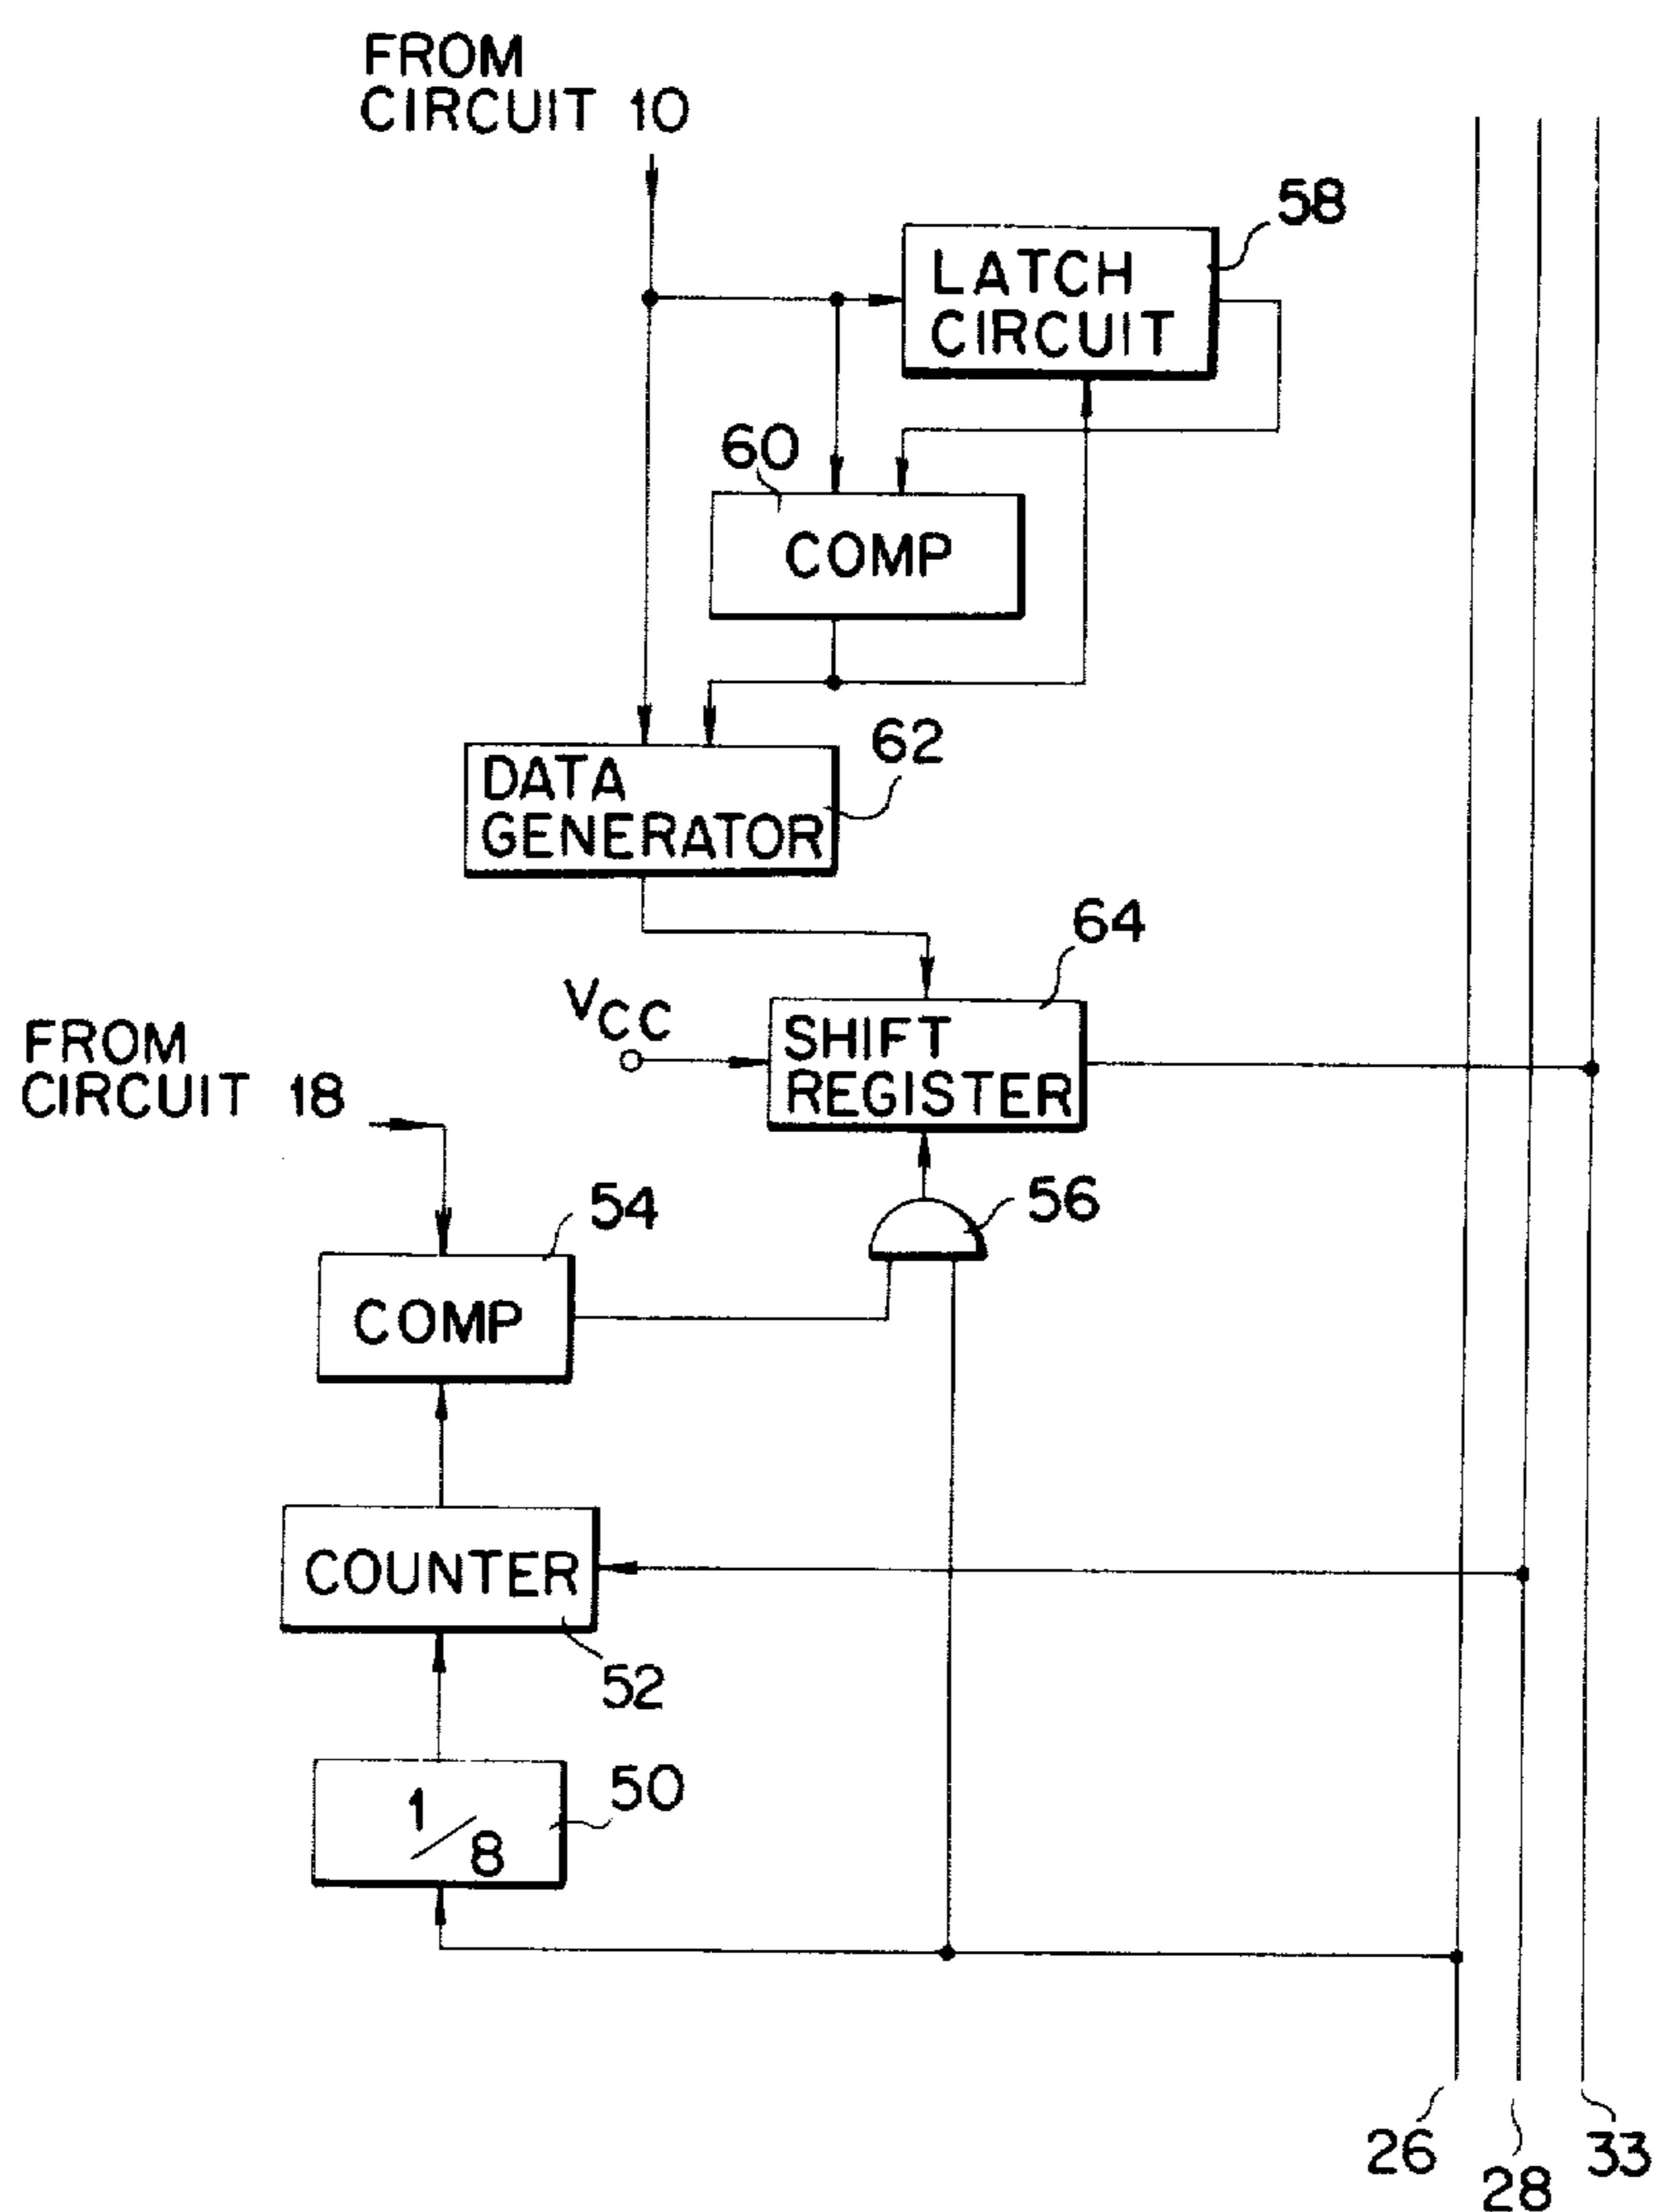 FROM
CIRCUIT 10
58
LATCH
CIRCUIT
60
COMP
62
DATA
GENERATOR
64
VCC
SHIFT
REGISTER
FROM
CIRCUIT 18
56
54
COMP
COUNTER
52
50
1/8
26
28
33